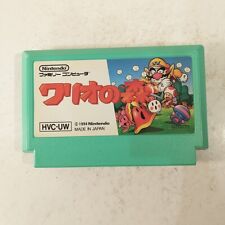 Nintendo
ファミリー コンピュータ
ワリオの森
HVC-UW
© 1994 Nintendo
MADE IN JAPAN